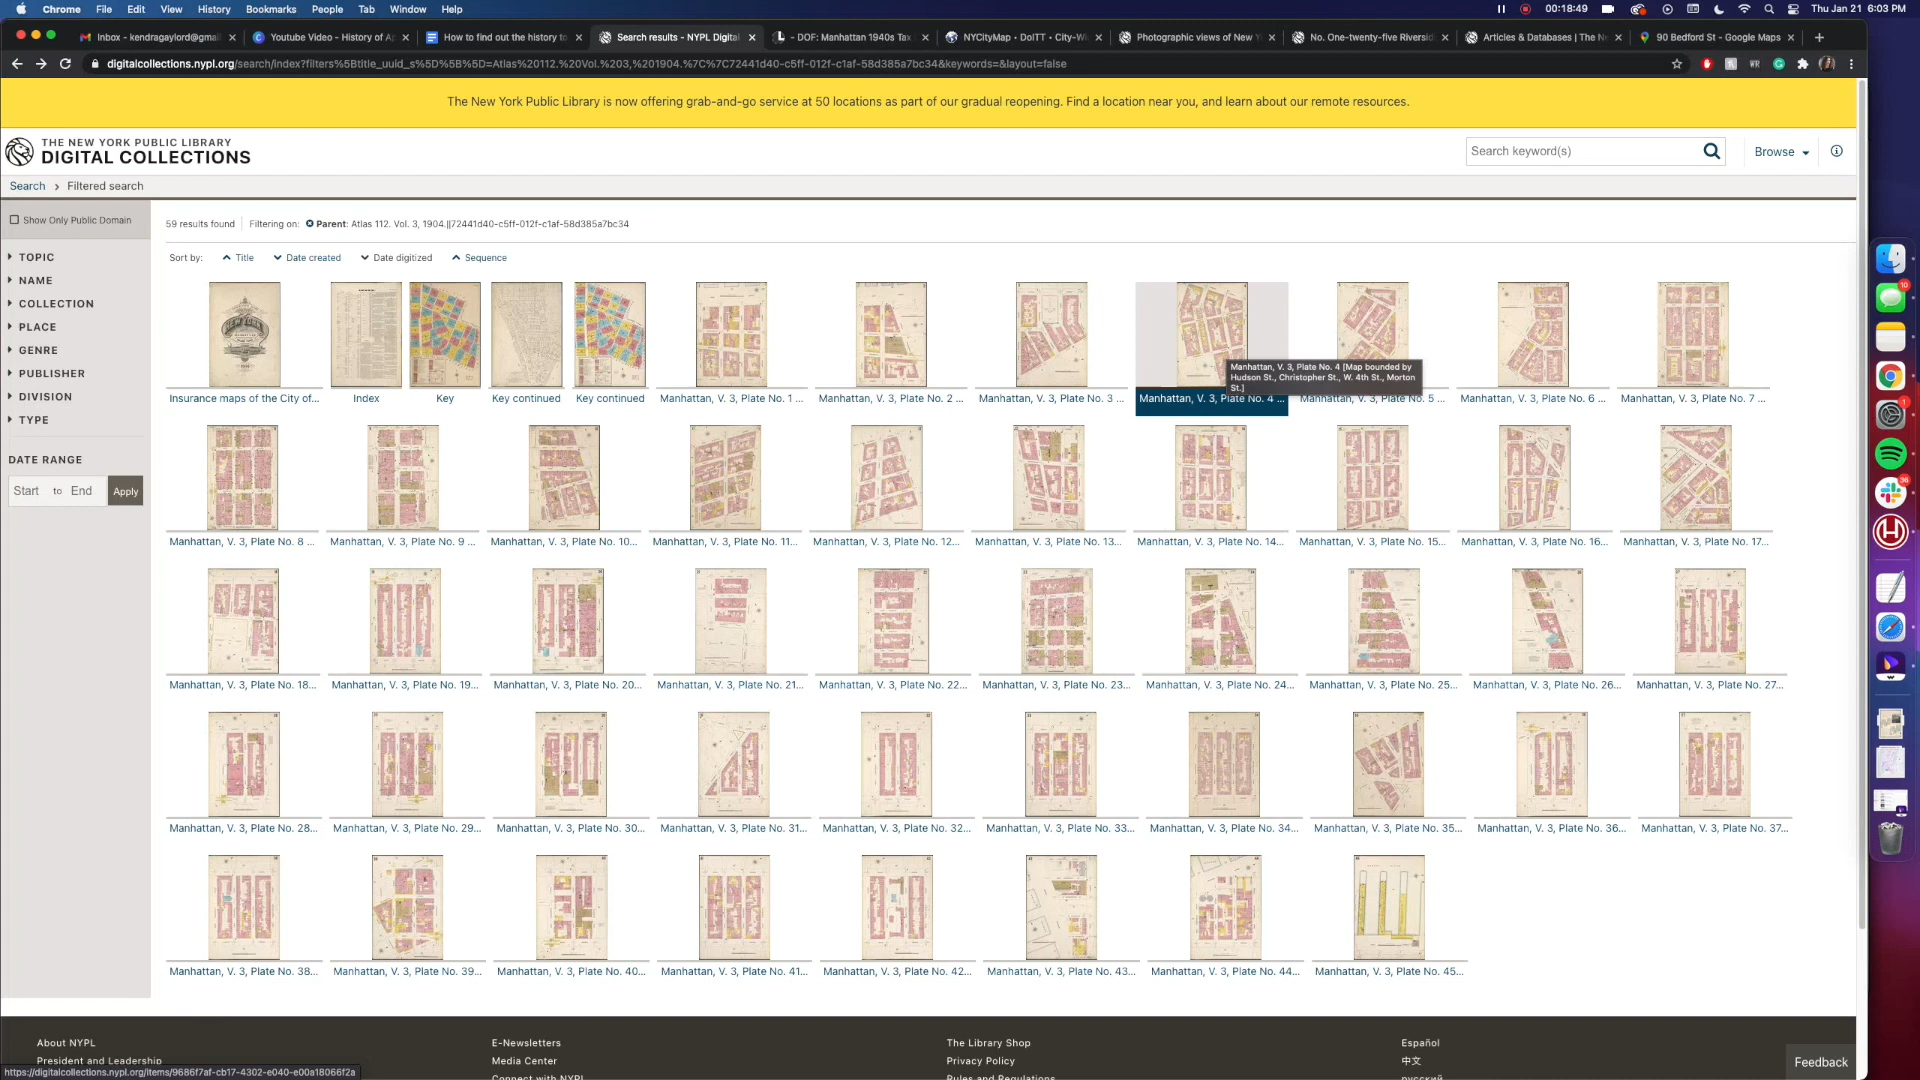 Chrome File Edit View History Bookmarks People Tab Window Help 00:18:49 Thu Jan 21 6:03 PM
Inbox - kendragaylord@gmail Youtube Video - History of A How to find out the history to Search results - NYPL Digital - DOF: Manhattan 1940s Tax NYCityMap • DoITT • City-Wi Photographic views of New Y No. One-twenty-five Riversid Articles & Databases | The N 90 Bedford St - Google Maps
digitalcollections.nypl.org/search/index?filters%5Btitle_uuid_s%5D%5B%5D=Atlas%20112.%20Vol.%203,%201904.%7C%7C72441d40-c5ff-012f-c1af-58d385a7bc34&keywords=&layout=false
The New York Public Library is now offering grab-and-go service at 50 locations as part of our gradual reopening. Find a location near you, and learn about our remote resources.
THE NEW YORK PUBLIC LIBRARY
DIGITAL COLLECTIONS
Search keyword(s) Browse
Search › Filtered search
Show Only Public Domain
59 results found Filtering on: Parent: Atlas 112. Vol. 3, 1904.||72441d40-c5ff-012f-c1af-58d385a7bc34
Sort by: Title Date created Date digitized Sequence
TOPIC
NAME
COLLECTION
PLACE
GENRE
PUBLISHER
DIVISION
TYPE
DATE RANGE
Start to End Apply
Manhattan, V. 3, Plate No. 4 [Map bounded by
Hudson St., Christopher St., W. 4th St., Morton
St.]
Insurance maps of the City of... Index Key Key continued Key continued Manhattan, V. 3, Plate No. 1 ... Manhattan, V. 3, Plate No. 2 ... Manhattan, V. 3, Plate No. 3 ... Manhattan, V. 3, Plate No. 4 ... Manhattan, V. 3, Plate No. 5 ... Manhattan, V. 3, Plate No. 6 ... Manhattan, V. 3, Plate No. 7 ...
Manhattan, V. 3, Plate No. 8 ... Manhattan, V. 3, Plate No. 9 ... Manhattan, V. 3, Plate No. 10... Manhattan, V. 3, Plate No. 11... Manhattan, V. 3, Plate No. 12... Manhattan, V. 3, Plate No. 13... Manhattan, V. 3, Plate No. 14... Manhattan, V. 3, Plate No. 15... Manhattan, V. 3, Plate No. 16... Manhattan, V. 3, Plate No. 17...
Manhattan, V. 3, Plate No. 18... Manhattan, V. 3, Plate No. 19... Manhattan, V. 3, Plate No. 20... Manhattan, V. 3, Plate No. 21... Manhattan, V. 3, Plate No. 22... Manhattan, V. 3, Plate No. 23... Manhattan, V. 3, Plate No. 24... Manhattan, V. 3, Plate No. 25... Manhattan, V. 3, Plate No. 26... Manhattan, V. 3, Plate No. 27...
Manhattan, V. 3, Plate No. 28... Manhattan, V. 3, Plate No. 29... Manhattan, V. 3, Plate No. 30... Manhattan, V. 3, Plate No. 31... Manhattan, V. 3, Plate No. 32... Manhattan, V. 3, Plate No. 33... Manhattan, V. 3, Plate No. 34... Manhattan, V. 3, Plate No. 35... Manhattan, V. 3, Plate No. 36... Manhattan, V. 3, Plate No. 37...
Manhattan, V. 3, Plate No. 38... Manhattan, V. 3, Plate No. 39... Manhattan, V. 3, Plate No. 40... Manhattan, V. 3, Plate No. 41... Manhattan, V. 3, Plate No. 42... Manhattan, V. 3, Plate No. 43... Manhattan, V. 3, Plate No. 44... Manhattan, V. 3, Plate No. 45...
About NYPL E-Newsletters The Library Shop Español
President and Leadership Media Center Privacy Policy 中文
Connect with NYPL Rules and Regulations русский
Feedback
https://digitalcollections.nypl.org/items/9686f7af-cb17-4302-e040-e00a18066f2a